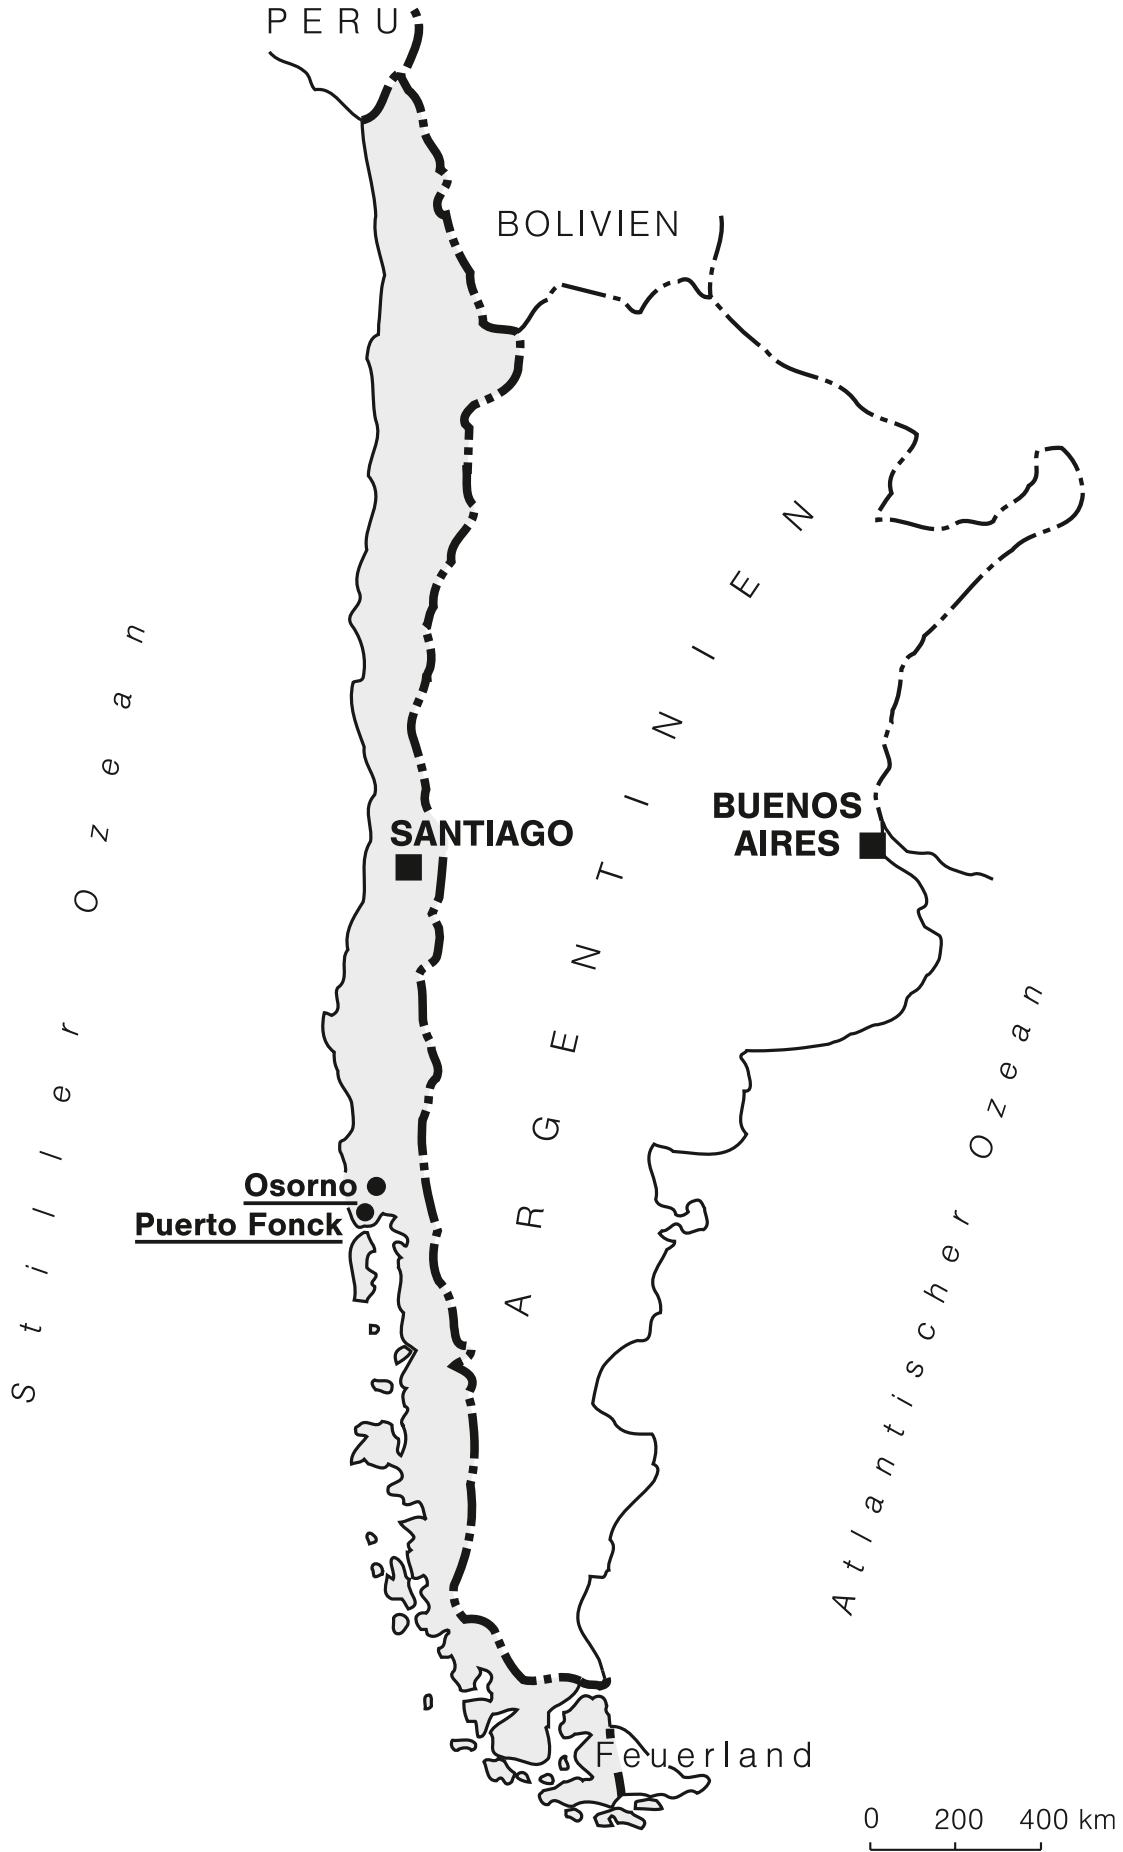 PERU
BOLIVIEN
ARGENTINIEN
Stiller Ozean
SANTIAGO
BUENOS
AIRES
Atlantischer Ozean
Osorno
Puerto Fonck
Feuerland
0 200 400 km